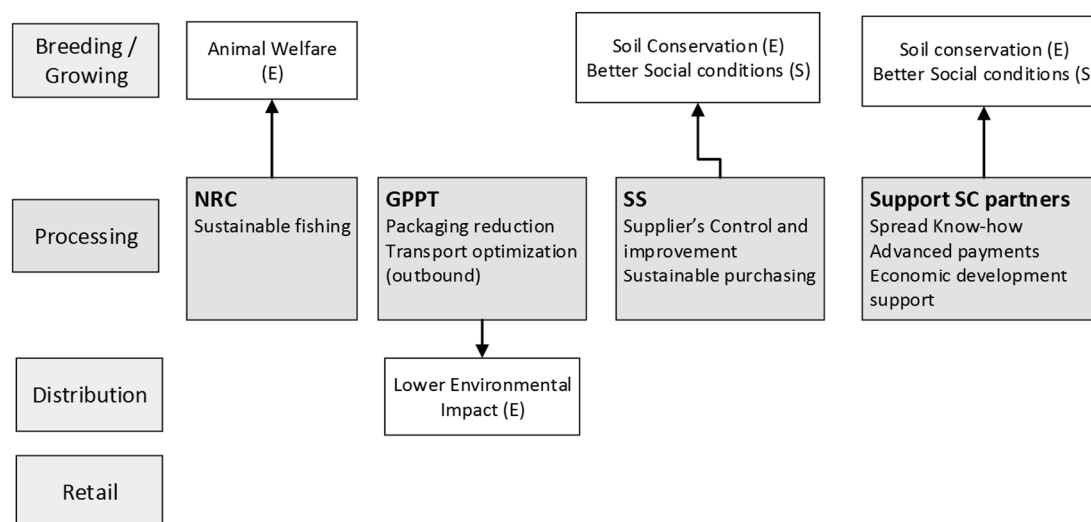 Breeding /
Growing
Animal Welfare
(E)
Soil Conservation (E)
Better Social conditions (S)
Soil conservation (E)
Better Social conditions (S
Processing
NRC
Sustainable fishing
GPPT
Packaging reduction
Transport optimization
(outbound)
SS
Supplier's Control and
improvement
Sustainable purchasing
Support SC partners
Spread Know-how
Advanced payments
Economic development
support
Distribution
Lower Environmental
Impact (E)
Retail